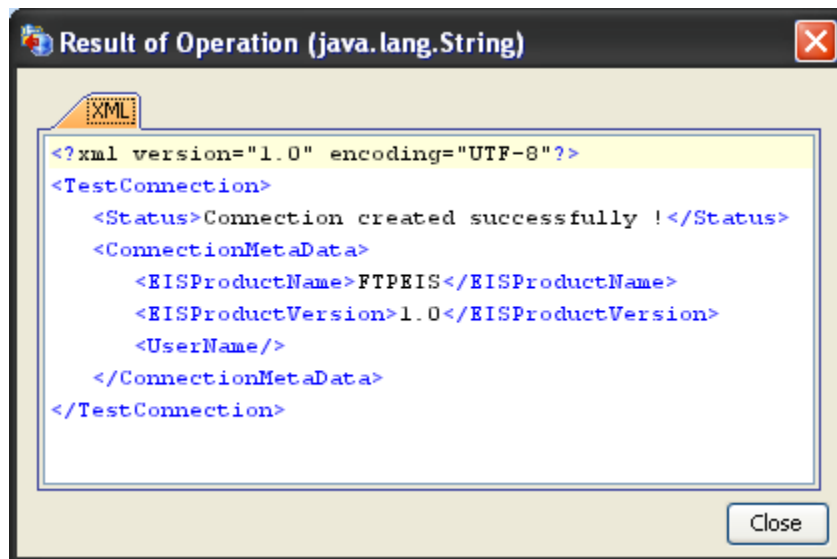 Result of Operation (java.lang.String)
XML
<?xml version="1.0" encoding="UTF-8"?>
<TestConnection>
<Status>Connection created successfully !</Status>
<ConnectionMetaData>
<EISProductName>FTPEIS</EISProductName>
<EISProductVersion>1.0</EISProductVersion>
<UserName/>
</ConnectionMetaData>
</TestConnection>
Close